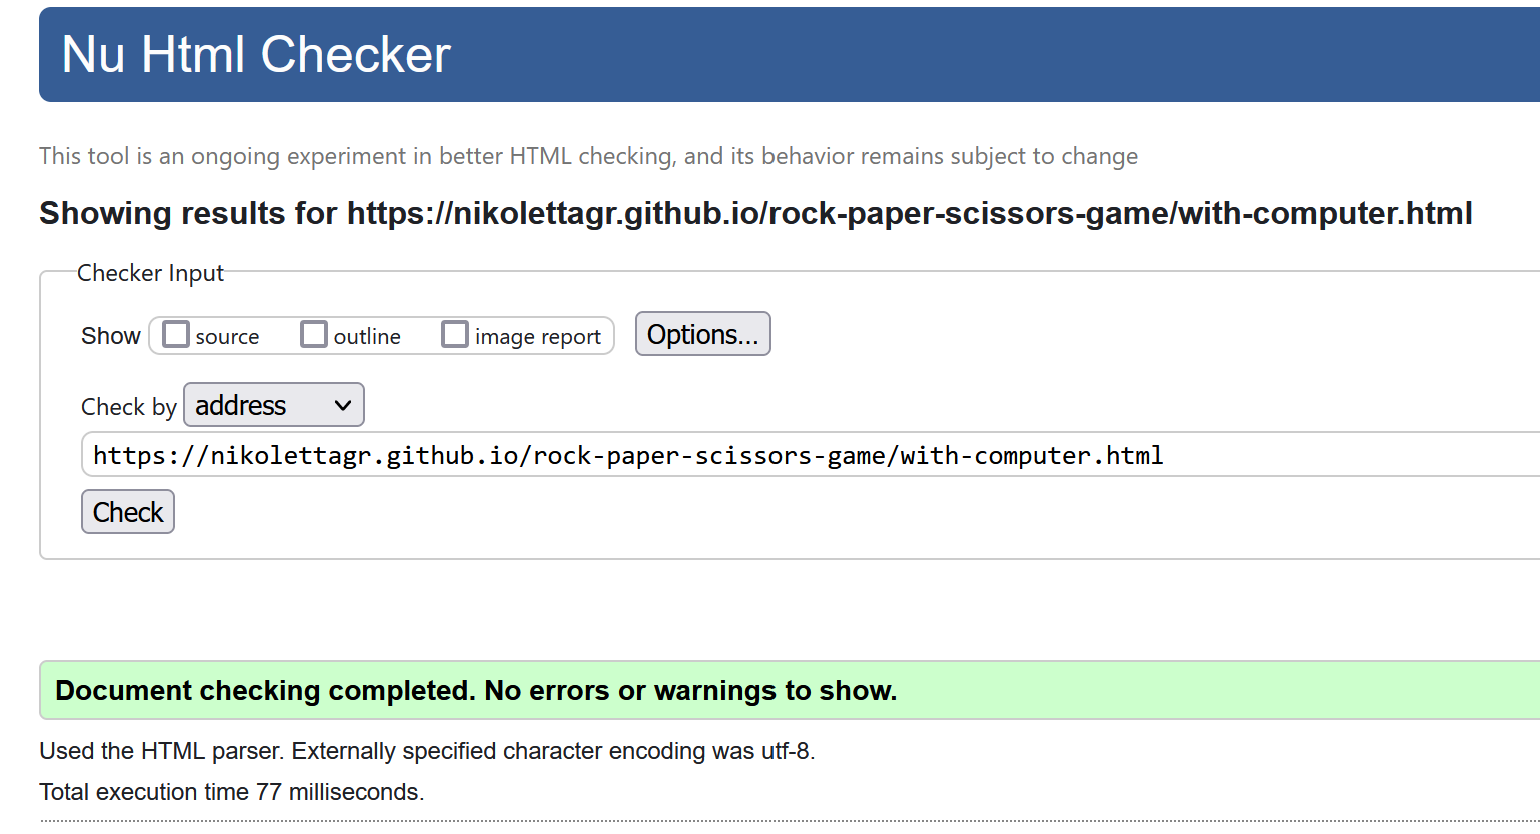 Nu Html Checker
This tool is an ongoing experiment in better HTML checking, and its behavior remains subject to change
Showing results for https://nikolettagr.github.io/rock-paper-scissors-game/with-computer.html
Checker Input
Show source outline image report Options...
Check by address
https://nikolettagr.github.io/rock-paper-scissors-game/with-computer.html
Check
Document checking completed. No errors or warnings to show.
Used the HTML parser. Externally specified character encoding was utf-8.
Total execution time 77 milliseconds.